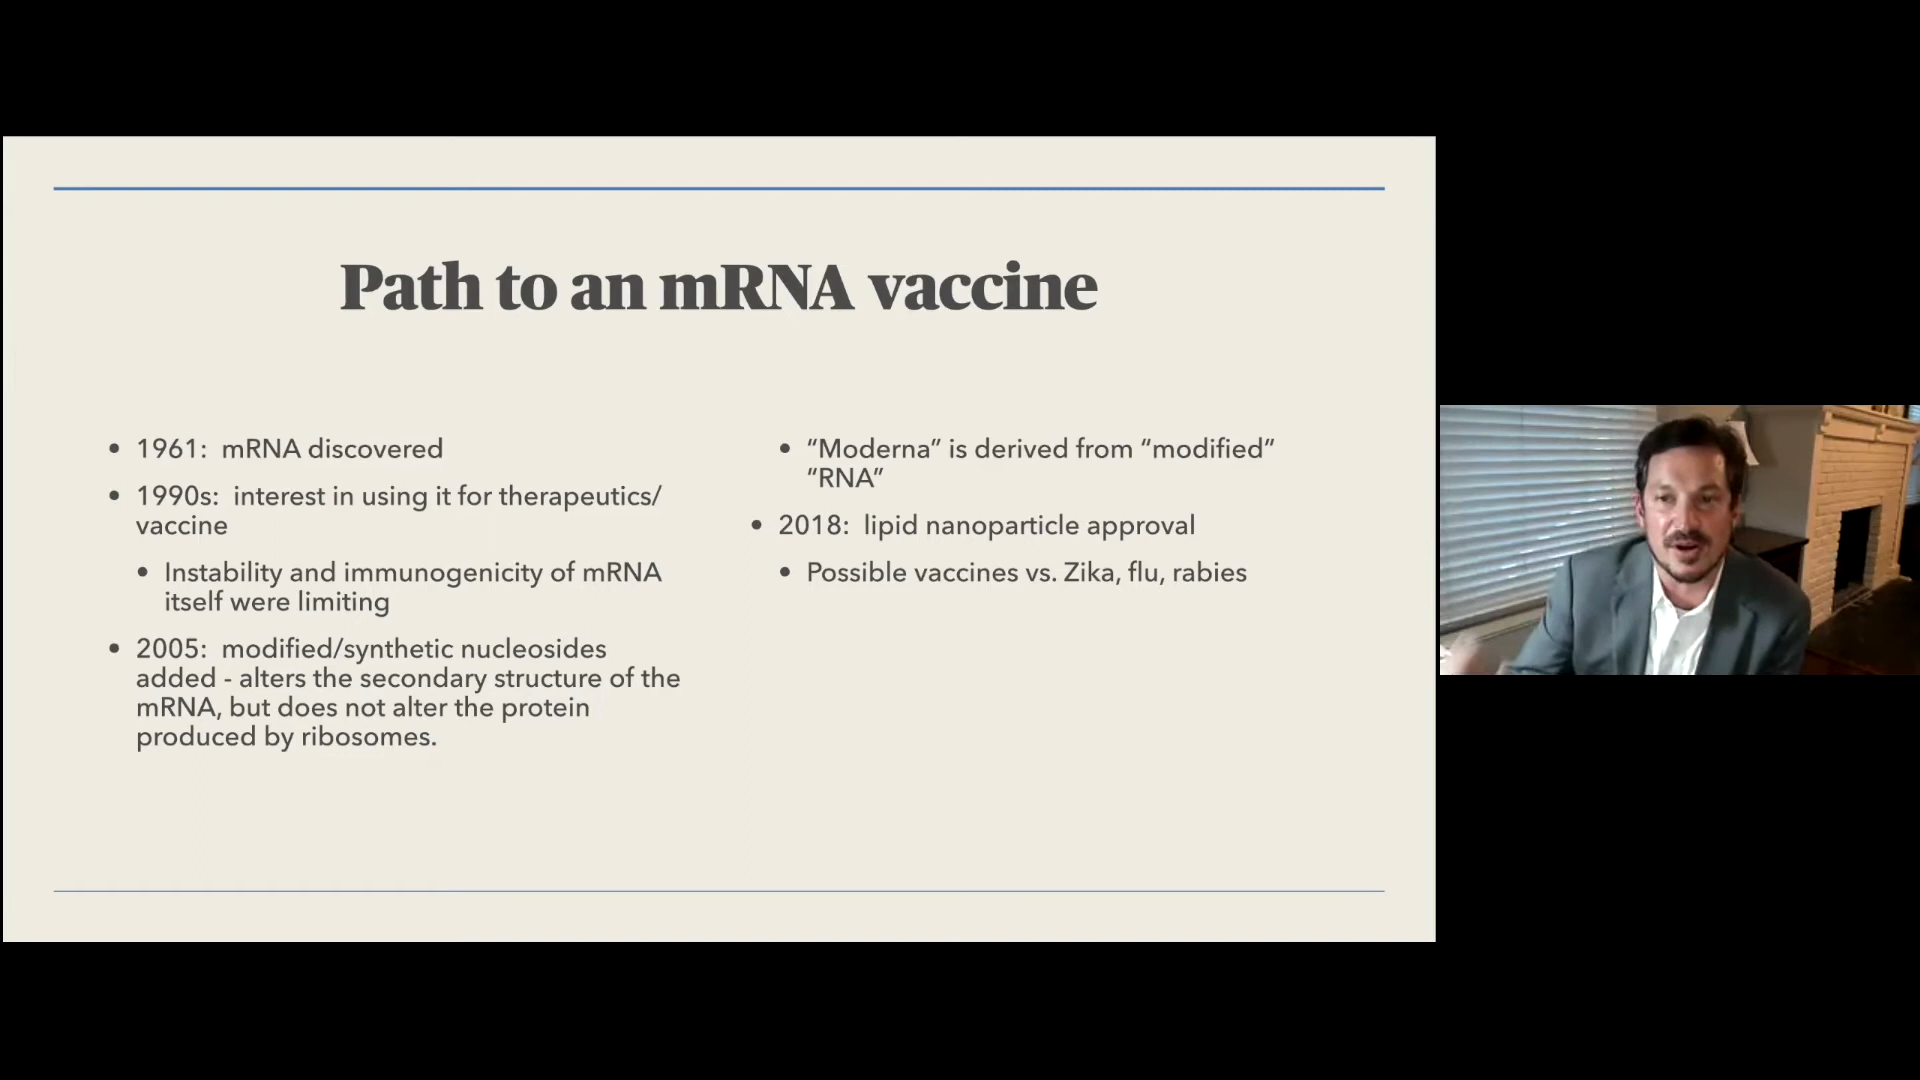 Path to an mRNA vaccine
• 1961:  mRNA discovered
• 1990s:  interest in using it for therapeutics/
vaccine
• Instability and immunogenicity of mRNA
itself were limiting
• 2005:  modified/synthetic nucleosides
added - alters the secondary structure of the
mRNA, but does not alter the protein
produced by ribosomes.
• “Moderna” is derived from “modified”
“RNA”
• 2018:  lipid nanoparticle approval
• Possible vaccines vs. Zika, flu, rabies